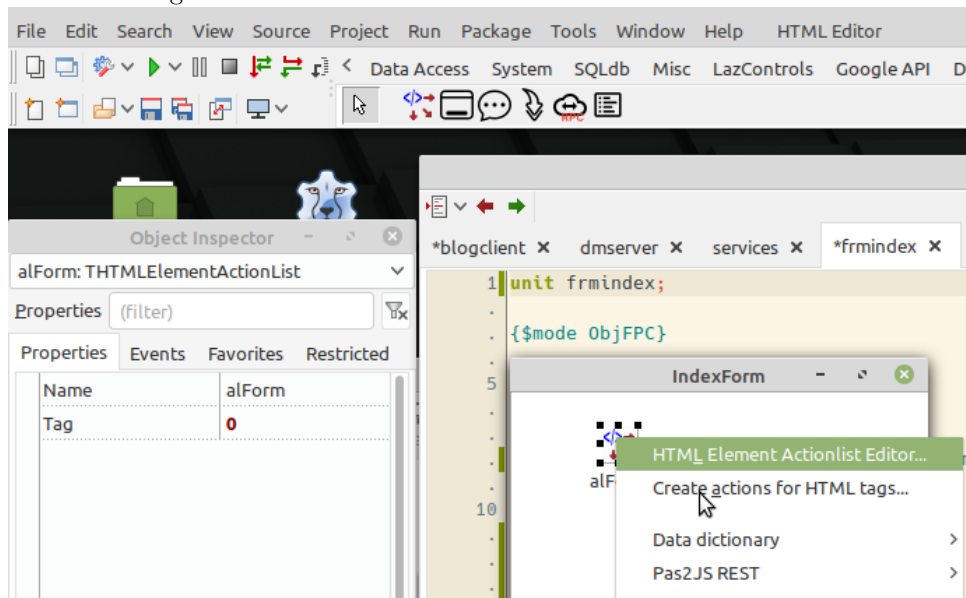 File Edit Search View Source Project Run Package Tools Window Help HTML Editor
Data Access System SQLdb Misc LazControls Google API D
RPC
Object Inspector
alForm: THTMLElementActionList
Properties (filter)
Properties Events Favorites Restricted
Name alForm
Tag 0
*blogclient dmserver services *frmindex
1 unit frmindex;
{$mode ObjFPC}
5
10
IndexForm
alF
HTML Element Actionlist Editor...
Create actions for HTML tags...
Data dictionary
Pas2JS REST